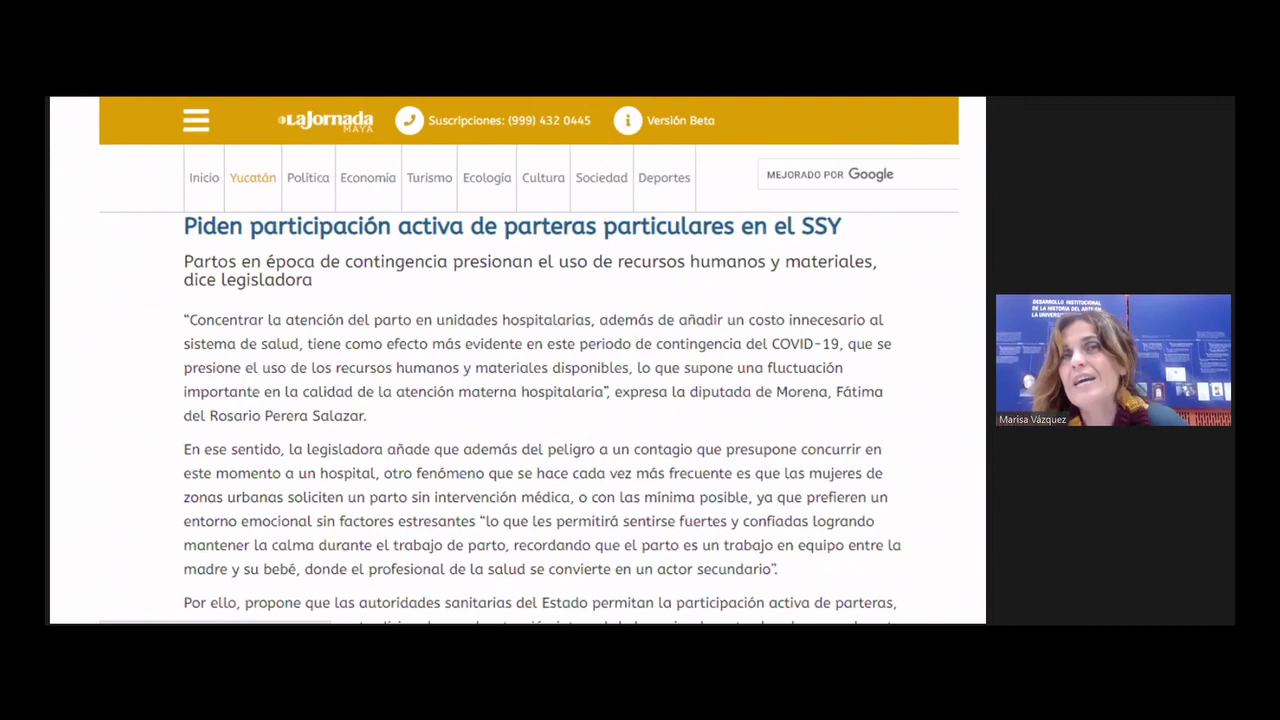 LaJornada
MAYA
Suscripciones: (999) 432 0445
Versión Beta
Inicio
Yucatán
Política
Economía
Turismo
Ecología
Cultura
Sociedad
Deportes
MEJORADO POR Google
Piden participación activa de parteras particulares en el SSY
Partos en época de contingencia presionan el uso de recursos humanos y materiales,
dice legisladora
“Concentrar la atención del parto en unidades hospitalarias, además de añadir un costo innecesario al
sistema de salud, tiene como efecto más evidente en este periodo de contingencia del COVID-19, que se
presione el uso de los recursos humanos y materiales disponibles, lo que supone una fluctuación
importante en la calidad de la atención materna hospitalaria”, expresa la diputada de Morena, Fátima
del Rosario Perera Salazar.
En ese sentido, la legisladora añade que además del peligro a un contagio que presupone concurrir en
este momento a un hospital, otro fenómeno que se hace cada vez más frecuente es que las mujeres de
zonas urbanas soliciten un parto sin intervención médica, o con las mínima posible, ya que prefieren un
entorno emocional sin factores estresantes “lo que les permitirá sentirse fuertes y confiadas logrando
mantener la calma durante el trabajo de parto, recordando que el parto es un trabajo en equipo entre la
madre y su bebé, donde el profesional de la salud se convierte en un actor secundario”.
Por ello, propone que las autoridades sanitarias del Estado permitan la participación activa de parteras,
DESARROLLO INSTITUCIONAL
DE LA HISTORIA DEL ARTE EN
LA
Marisa Vázquez